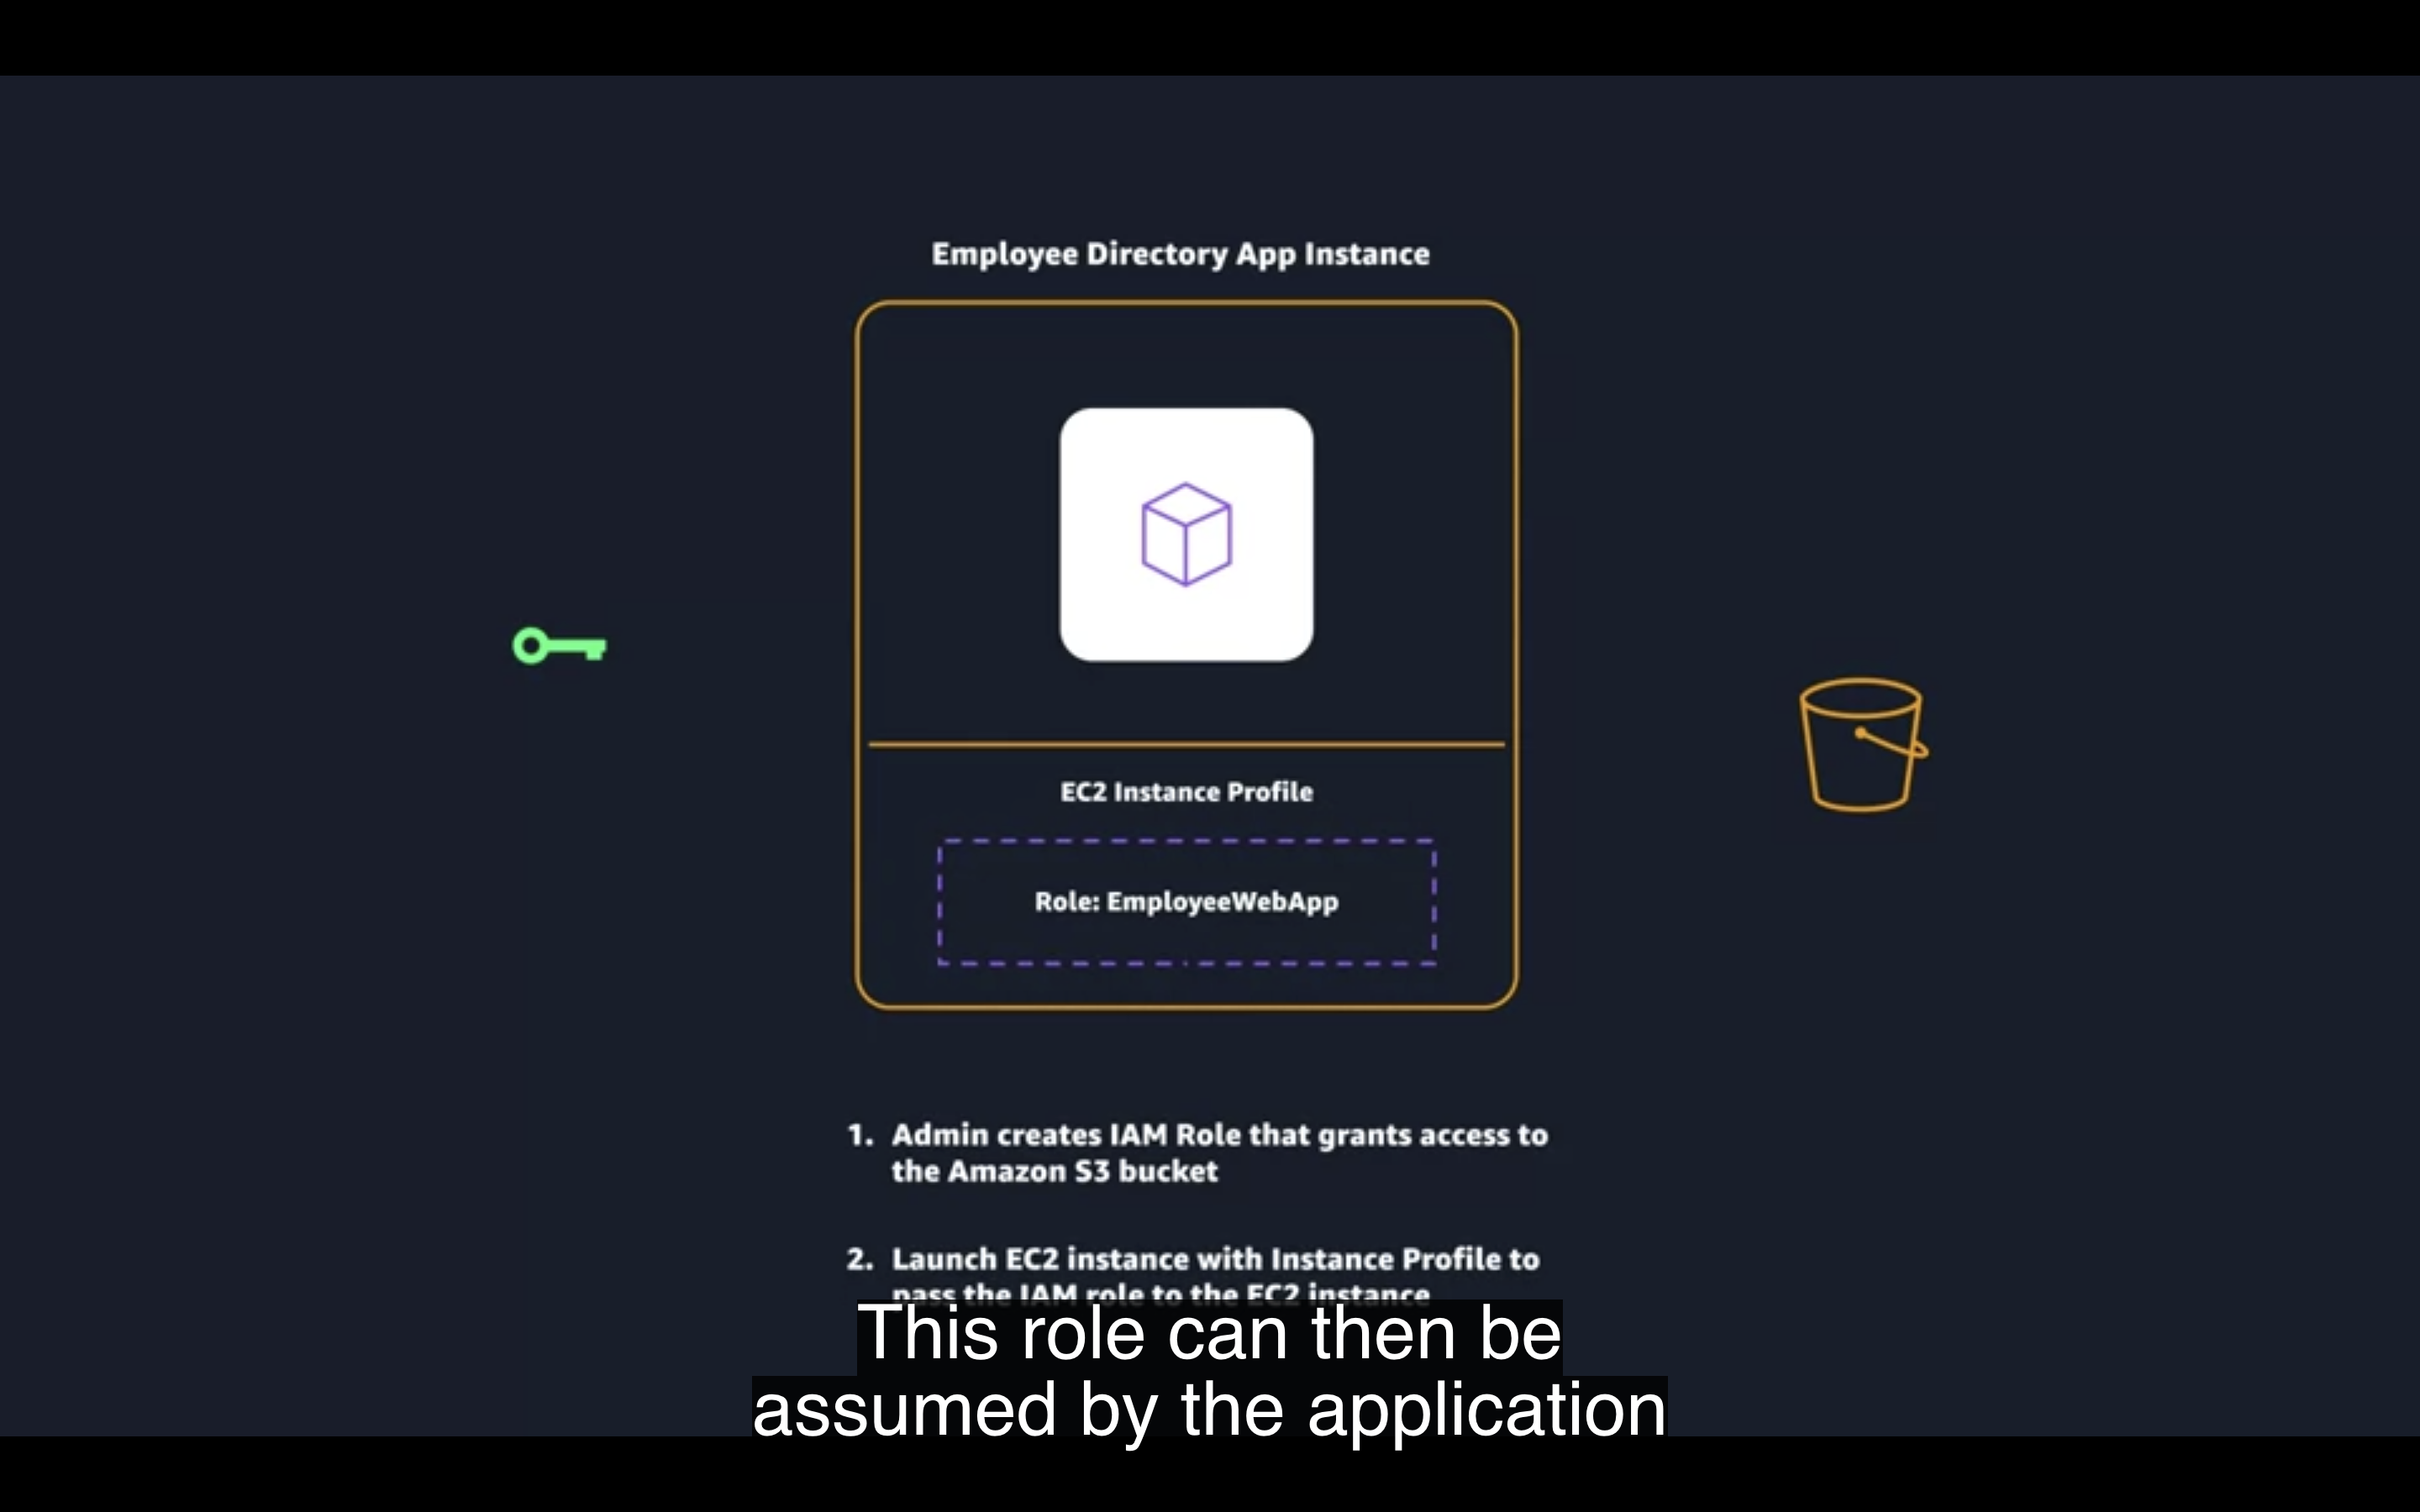 Employee Directory App Instance
EC2 Instance Profile
Role: EmployeeWebApp
1. Admin creates IAM Role that grants access to
the Amazon S3 bucket
2. Launch EC2 instance with Instance Profile to
pass the IAM role to the EC2 instance
This role can then be
assumed by the application